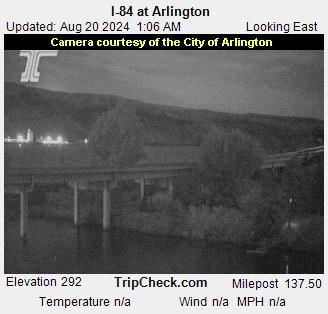 I-84 at Arlington
Updated: Aug 20 2024 1:06 AM Looking East
Camera courtesy of the City of Arlington
Elevation 292 TripCheck.com Milepost 137.50
Temperature n/a Wind n/a MPH n/a